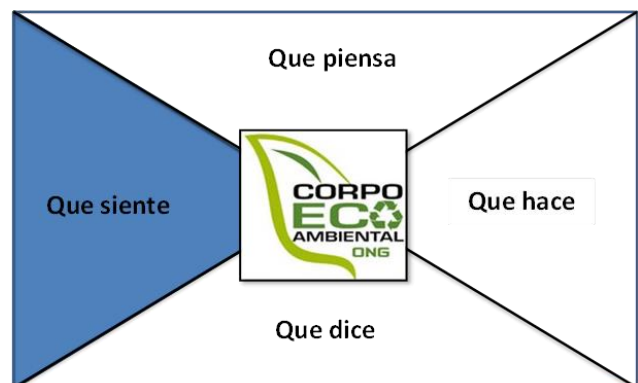 Que piensa
Que siente
CORPO
ECO
AMBIENTAL
ONG
Que hace
Que dice